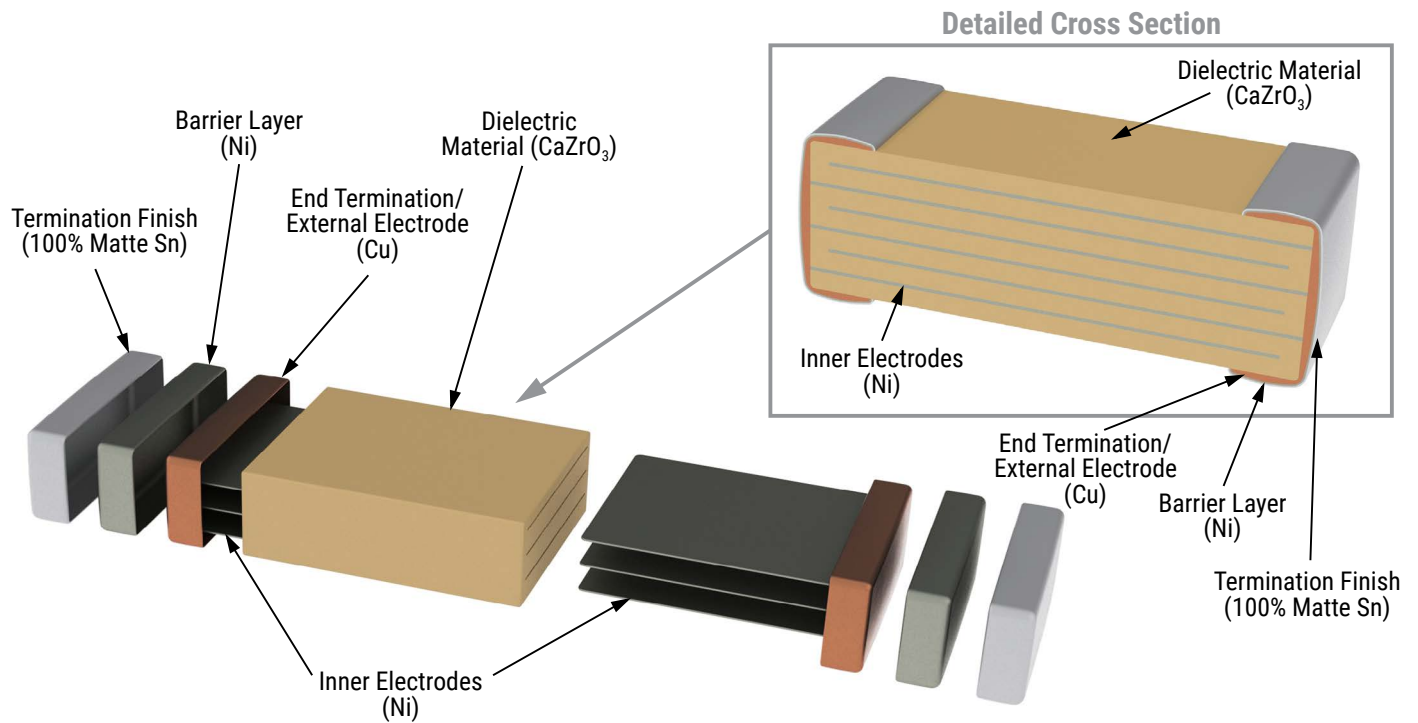 Detailed Cross Section
Dielectric Material
(CaZrO₃)
Barrier Layer
(Ni)
Dielectric
Material (CaZrO₃)
End Termination/
External Electrode
(Cu)
Termination Finish
(100% Matte Sn)
Inner Electrodes
(Ni)
End Termination/
External Electrode
(Cu)
Barrier Layer
(Ni)
Termination Finish
(100% Matte Sn)
Inner Electrodes
(Ni)